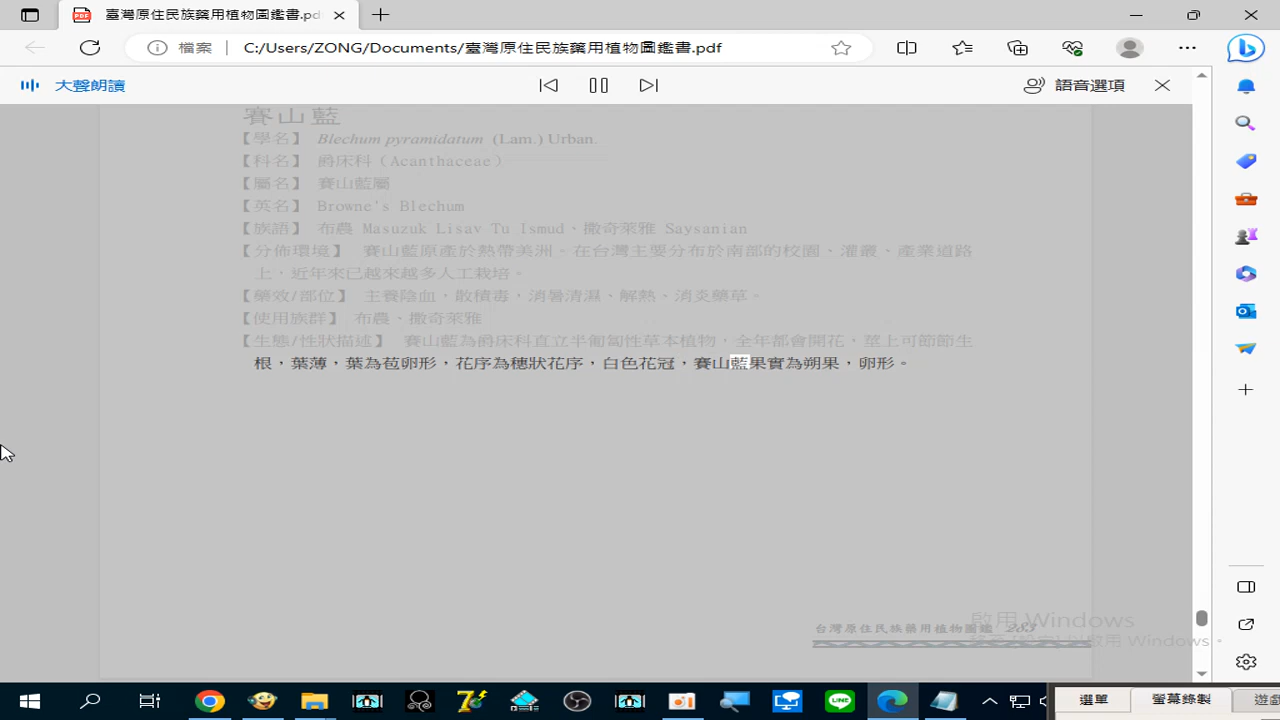 臺灣原住民族藥用植物圖鑑書.pd
檔案 C:/Users/ZONG/Documents/臺灣原住民族藥用植物圖鑑書.pdf
大聲朗讀 語音選項
賽山藍
【學名】 Blechum pyramidatum (Lam.) Urban.
【科名】 爵床科（Acanthaceae）
【屬名】 賽山藍屬
【英名】 Browne's Blechum
【族語】 布農 Masuzuk Lisav Tu Ismud、撒奇萊雅 Saysanian
【分佈環境】 賽山藍原產於熱帶美洲。在台灣主要分布於南部的校園、灌叢、產業道路
上，近年來已越來越多人工栽培。
【藥效/部位】 主養陰血，散積毒，消暑清濕、解熱、消炎藥草。
【使用族群】 布農、撒奇萊雅
【生態/性狀描述】 賽山藍為爵床科直立半匍匐性草本植物，全年都會開花，莖上可節節生
根，葉薄，葉為苞卵形，花序為穗狀花序，白色花冠，賽山藍果實為朔果，卵形。
啟用 Windows
台灣原住民族藥用植物圖鑑 283
啟用 Windows。
選單 螢幕錄製 遊